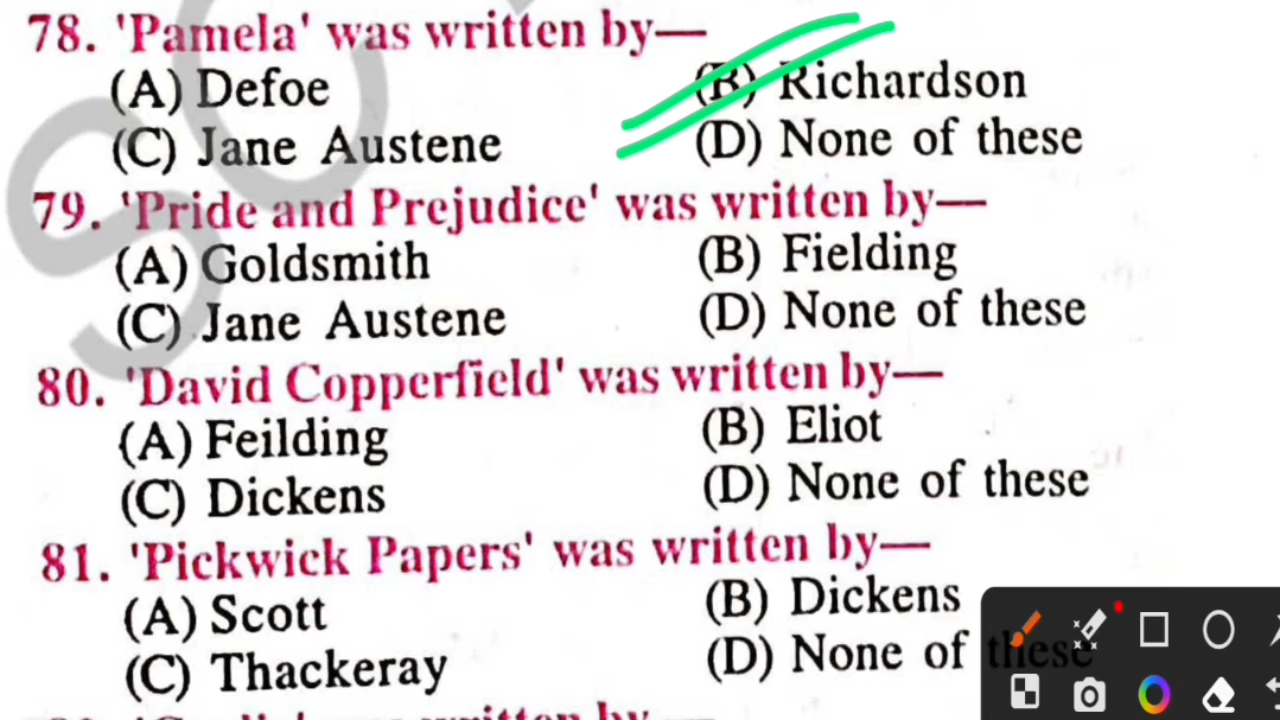 78. 'Pamela' was written by—
(A) Defoe (B) Richardson
(C) Jane Austene (D) None of these
79. 'Pride and Prejudice' was written by—
(A) Goldsmith (B) Fielding
(C) Jane Austene (D) None of these
80. 'David Copperfield' was written by—
(A) Feilding (B) Eliot
(C) Dickens (D) None of these
81. 'Pickwick Papers' was written by—
(A) Scott (B) Dickens
(C) Thackeray (D) None of these
written by—